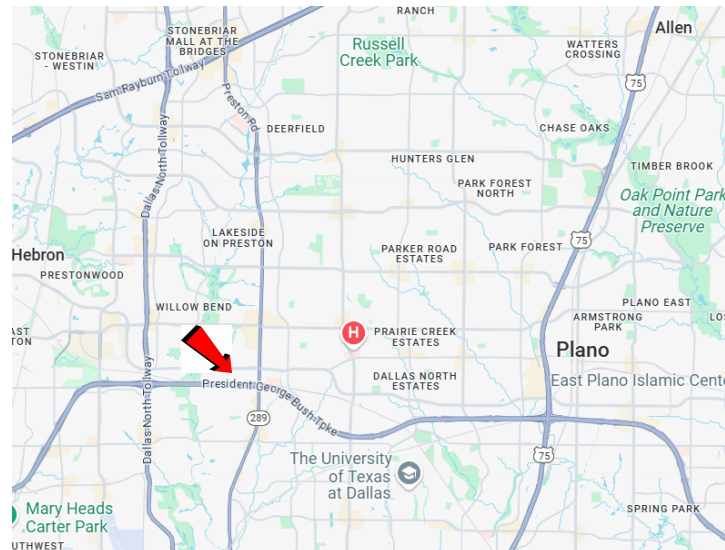 RANCH
Allen
STONEBRIAR
MALL AT THE
BRIDGES
Russell
Creek Park
WATTERS
CROSSING
STONEBRIAR
- WESTIN
75
Sam Rayburn Tollway
Preston Rd
DEERFIELD
CHASE OAKS
Dallas North Tollway
HUNTERS GLEN
TIMBER BROOK
PARK FOREST
NORTH
Oak Point Park
and Nature
Preserve
LAKESIDE
ON PRESTON
PARKER ROAD
ESTATES
PARK FOREST
75
Hebron
PRESTONWOOD
WILLOW BEND
PLANO EAST
ARMSTRONG
PARK
LOS
EAST
TON
H
PRAIRIE CREEK
ESTATES
Plano
DALLAS NORTH
ESTATES
East Plano Islamic Cente
President George Bush Tpke
Dallas North Tollway
289
The University
of Texas
at Dallas
75
Mary Heads
Carter Park
SPRING PARK
UTHWEST